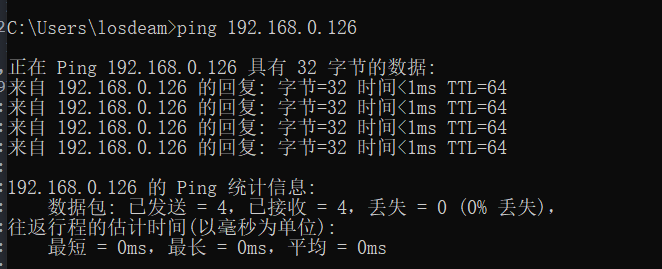 C:\Users\losdeam>ping 192.168.0.126
正在 Ping 192.168.0.126 具有 32 字节的数据:
来自 192.168.0.126 的回复: 字节=32 时间<1ms TTL=64
来自 192.168.0.126 的回复: 字节=32 时间<1ms TTL=64
来自 192.168.0.126 的回复: 字节=32 时间<1ms TTL=64
来自 192.168.0.126 的回复: 字节=32 时间<1ms TTL=64
192.168.0.126 的 Ping 统计信息:
数据包: 已发送 = 4，已接收 = 4，丢失 = 0 (0% 丢失)，
往返行程的估计时间(以毫秒为单位):
最短 = 0ms，最长 = 0ms，平均 = 0ms